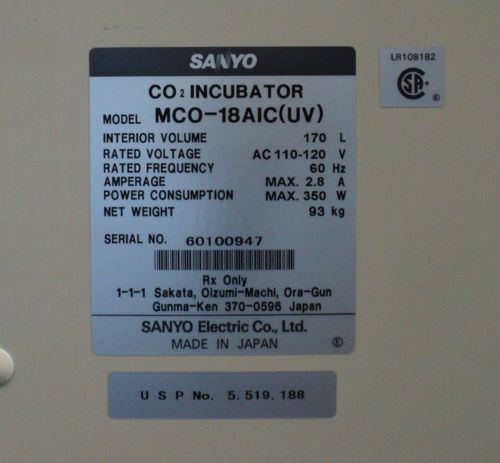 SANYO
LR108182
CO₂ INCUBATOR
MODEL MCO-18AIC(UV)
INTERIOR VOLUME 170 L
RATED VOLTAGE AC 110-120 V
RATED FREQUENCY 60 Hz
AMPERAGE MAX. 2.8 A
POWER CONSUMPTION MAX. 350 W
NET WEIGHT 93 kg
SERIAL NO. 60100947
Rx Only
1-1-1 Sakata, Oizumi-Machi, Ora-Gun
Gunma-Ken 370-0596 Japan
SANYO Electric Co., Ltd.
MADE IN JAPAN Ⓔ
U S P No. 5.519.188